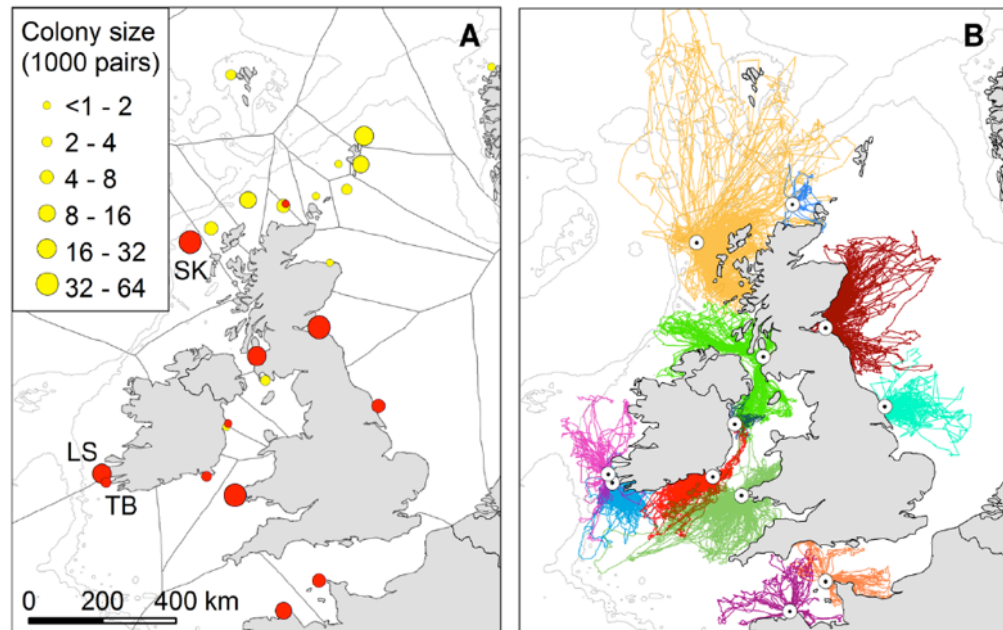 Colony size
(1000 pairs)
<1 - 2
2 - 4
4 - 8
8 - 16
16 - 32
32 - 64
A
SK
LS
TB
0 200 400 km
B